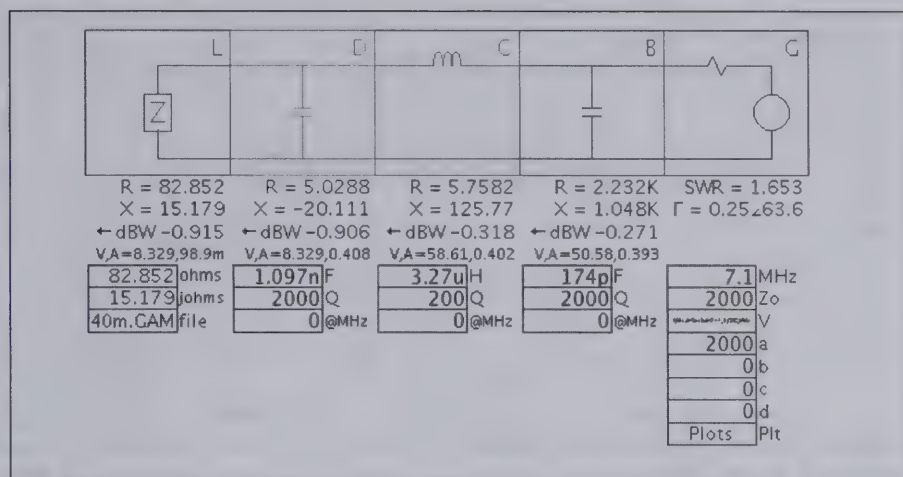 L D C B G
Z
R = 82.852 R = 5.0288 R = 5.7582 R = 2.232K SWR = 1.653
X = 15.179 X = -20.111 X = 125.77 X = 1.048K Γ = 0.25∠63.6
←dBW -0.915 ←dBW -0.906 ←dBW -0.318 ←dBW -0.271
V,A=8.329,98.9m V,A=8.329,0.408 V,A=58.61,0.402 V,A=50.58,0.393
82.852 ohms 1.097n F 3.27u H 174p F 7.1 MHz
15.179 johms 2000 Q 200 Q 2000 Q 2000 Zo
40m.GAM file 0 @MHz 0 @MHz 0 @MHz V
2000 a
0 b
0 c
0 d
Plots Plt